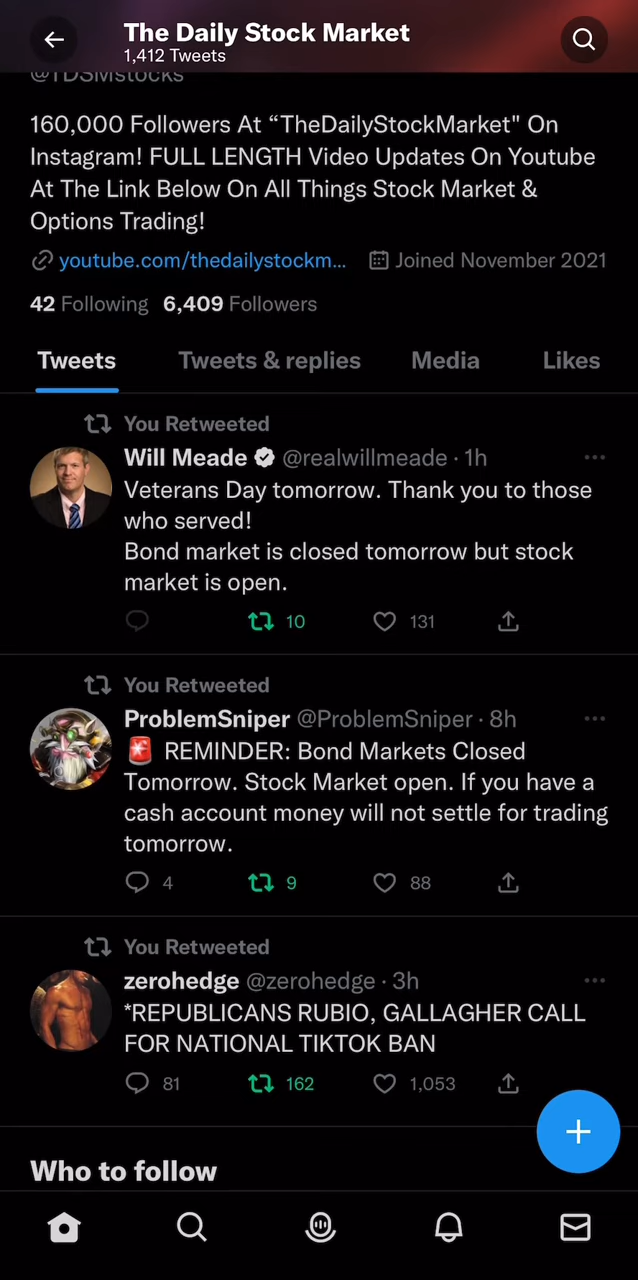 The Daily Stock Market
1,412 Tweets
@TDSMstocks
160,000 Followers At “TheDailyStockMarket" On
Instagram! FULL LENGTH Video Updates On Youtube
At The Link Below On All Things Stock Market &
Options Trading!
youtube.com/thedailystockm... Joined November 2021
42 Following 6,409 Followers
Tweets Tweets & replies Media Likes
You Retweeted
Will Meade @realwillmeade · 1h
Veterans Day tomorrow. Thank you to those
who served!
Bond market is closed tomorrow but stock
market is open.
10 131
You Retweeted
ProblemSniper @ProblemSniper · 8h
🚨 REMINDER: Bond Markets Closed
Tomorrow. Stock Market open. If you have a
cash account money will not settle for trading
tomorrow.
4 9 88
You Retweeted
zerohedge @zerohedge · 3h
*REPUBLICANS RUBIO, GALLAGHER CALL
FOR NATIONAL TIKTOK BAN
81 162 1,053
Who to follow